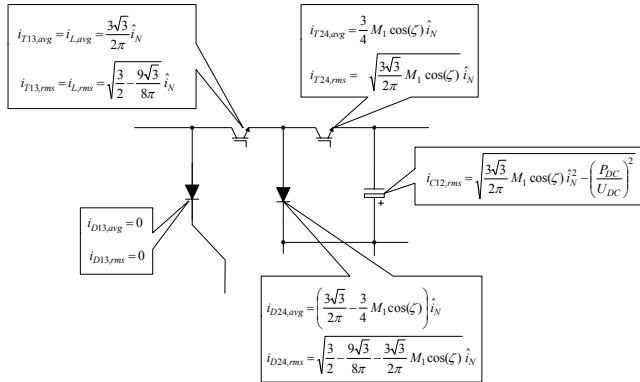 i_{T13,avg} = i_{L,avg} = \frac{3\sqrt{3}}{2\pi} \hat{i}_N
i_{T13,rms} = i_{L,rms} = \sqrt{\frac{3}{2} - \frac{9\sqrt{3}}{8\pi}} \hat{i}_N
i_{T24,avg} = \frac{3}{4} M_1 \cos(\zeta) \hat{i}_N
i_{T24,rms} = \sqrt{\frac{3\sqrt{3}}{2\pi} M_1 \cos(\zeta)} \hat{i}_N
i_{C12,rms} = \sqrt{\frac{3\sqrt{3}}{2\pi} M_1 \cos(\zeta) \hat{i}_N^2 - \left(\frac{P_{DC}}{U_{DC}}\right)^2}
+
i_{D13,avg} = 0
i_{D13,rms} = 0
i_{D24,avg} = \left(\frac{3\sqrt{3}}{2\pi} - \frac{3}{4} M_1 \cos(\zeta)\right) \hat{i}_N
i_{D24,rms} = \sqrt{\frac{3}{2} - \frac{9\sqrt{3}}{8\pi} - \frac{3\sqrt{3}}{2\pi} M_1 \cos(\zeta)} \hat{i}_N